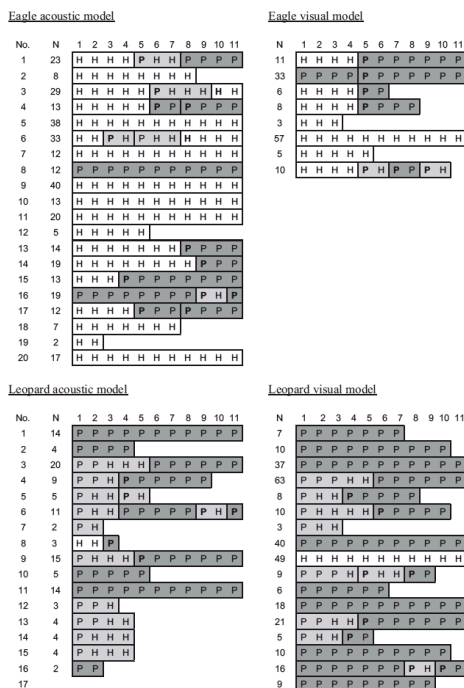 Eagle acoustic model
No. N 1 2 3 4 5 6 7 8 9 10 11
1 23 H H H H P H H P P P P
2 8 H H H H H H H H
3 29 H H H H H P H H H H H
4 13 H H H H H P P P P P P
5 38 H H H H H H H H H H H
6 33 H H P H P H H H H H H
7 12 H H H H H H H H H H H
8 12 P P P P P P P P P P P
9 40 H H H H H H H H H H H
10 13 H H H H H H H H H H H
11 20 H H H H H H H H H H H
12 5 H H H H H
13 14 H H H H H H H P P P P
14 19 H H H H H H H H P P P
15 13 H H H P P P P P P P P
16 19 P P P P P P P P P H P
17 12 H H H H P P P P P P P
18 7 H H H H H H H
19 2 H H
20 17 H H H H H H H H H H H
Eagle visual model
N 1 2 3 4 5 6 7 8 9 10 11
11 H H H H P P P P P P P
33 P P P P P P P P P P P
6 H H H H P P
8 H H H H P P P P
3 H H H
57 H H H H H H H H H H H
5 H H H H H
10 H H H H P H P P P H
Leopard acoustic model
No. N 1 2 3 4 5 6 7 8 9 10 11
1 14 P P P P P P P P P P P
2 4 P P P P
3 20 P P H H H P P P P P P
4 9 P P H P P P P P P
5 5 P P H P H
6 11 P P H P P P P P P H P
7 2 P H
8 3 H H P
9 15 P H H H P P P P P P P
10 5 P P P P P
11 14 P P P P P P P P P P P
12 3 P P H
13 4 P P H H
14 4 P H H H
15 4 P H H H
16 2 P P
17
Leopard visual model
N 1 2 3 4 5 6 7 8 9 10 11
7 P P P P P P P
10 P P P P P P P P P P
37 P P P P P P P P P P P
63 P P P H H P P P P P P
8 P H H P P P P P
10 P H H H H P P P P P
3 P H H
40 P P P P P P P P P P P
49 H H H H H H H H H H H
9 P P P H P H H P P
6 P P P P P P
18 P P P P P P P P P P P
21 P P H H P P P P P P P
5 P H H P P
10 P P P P P P P P P P
16 P P P P P P P P H P P
9 P P P P P P P P P